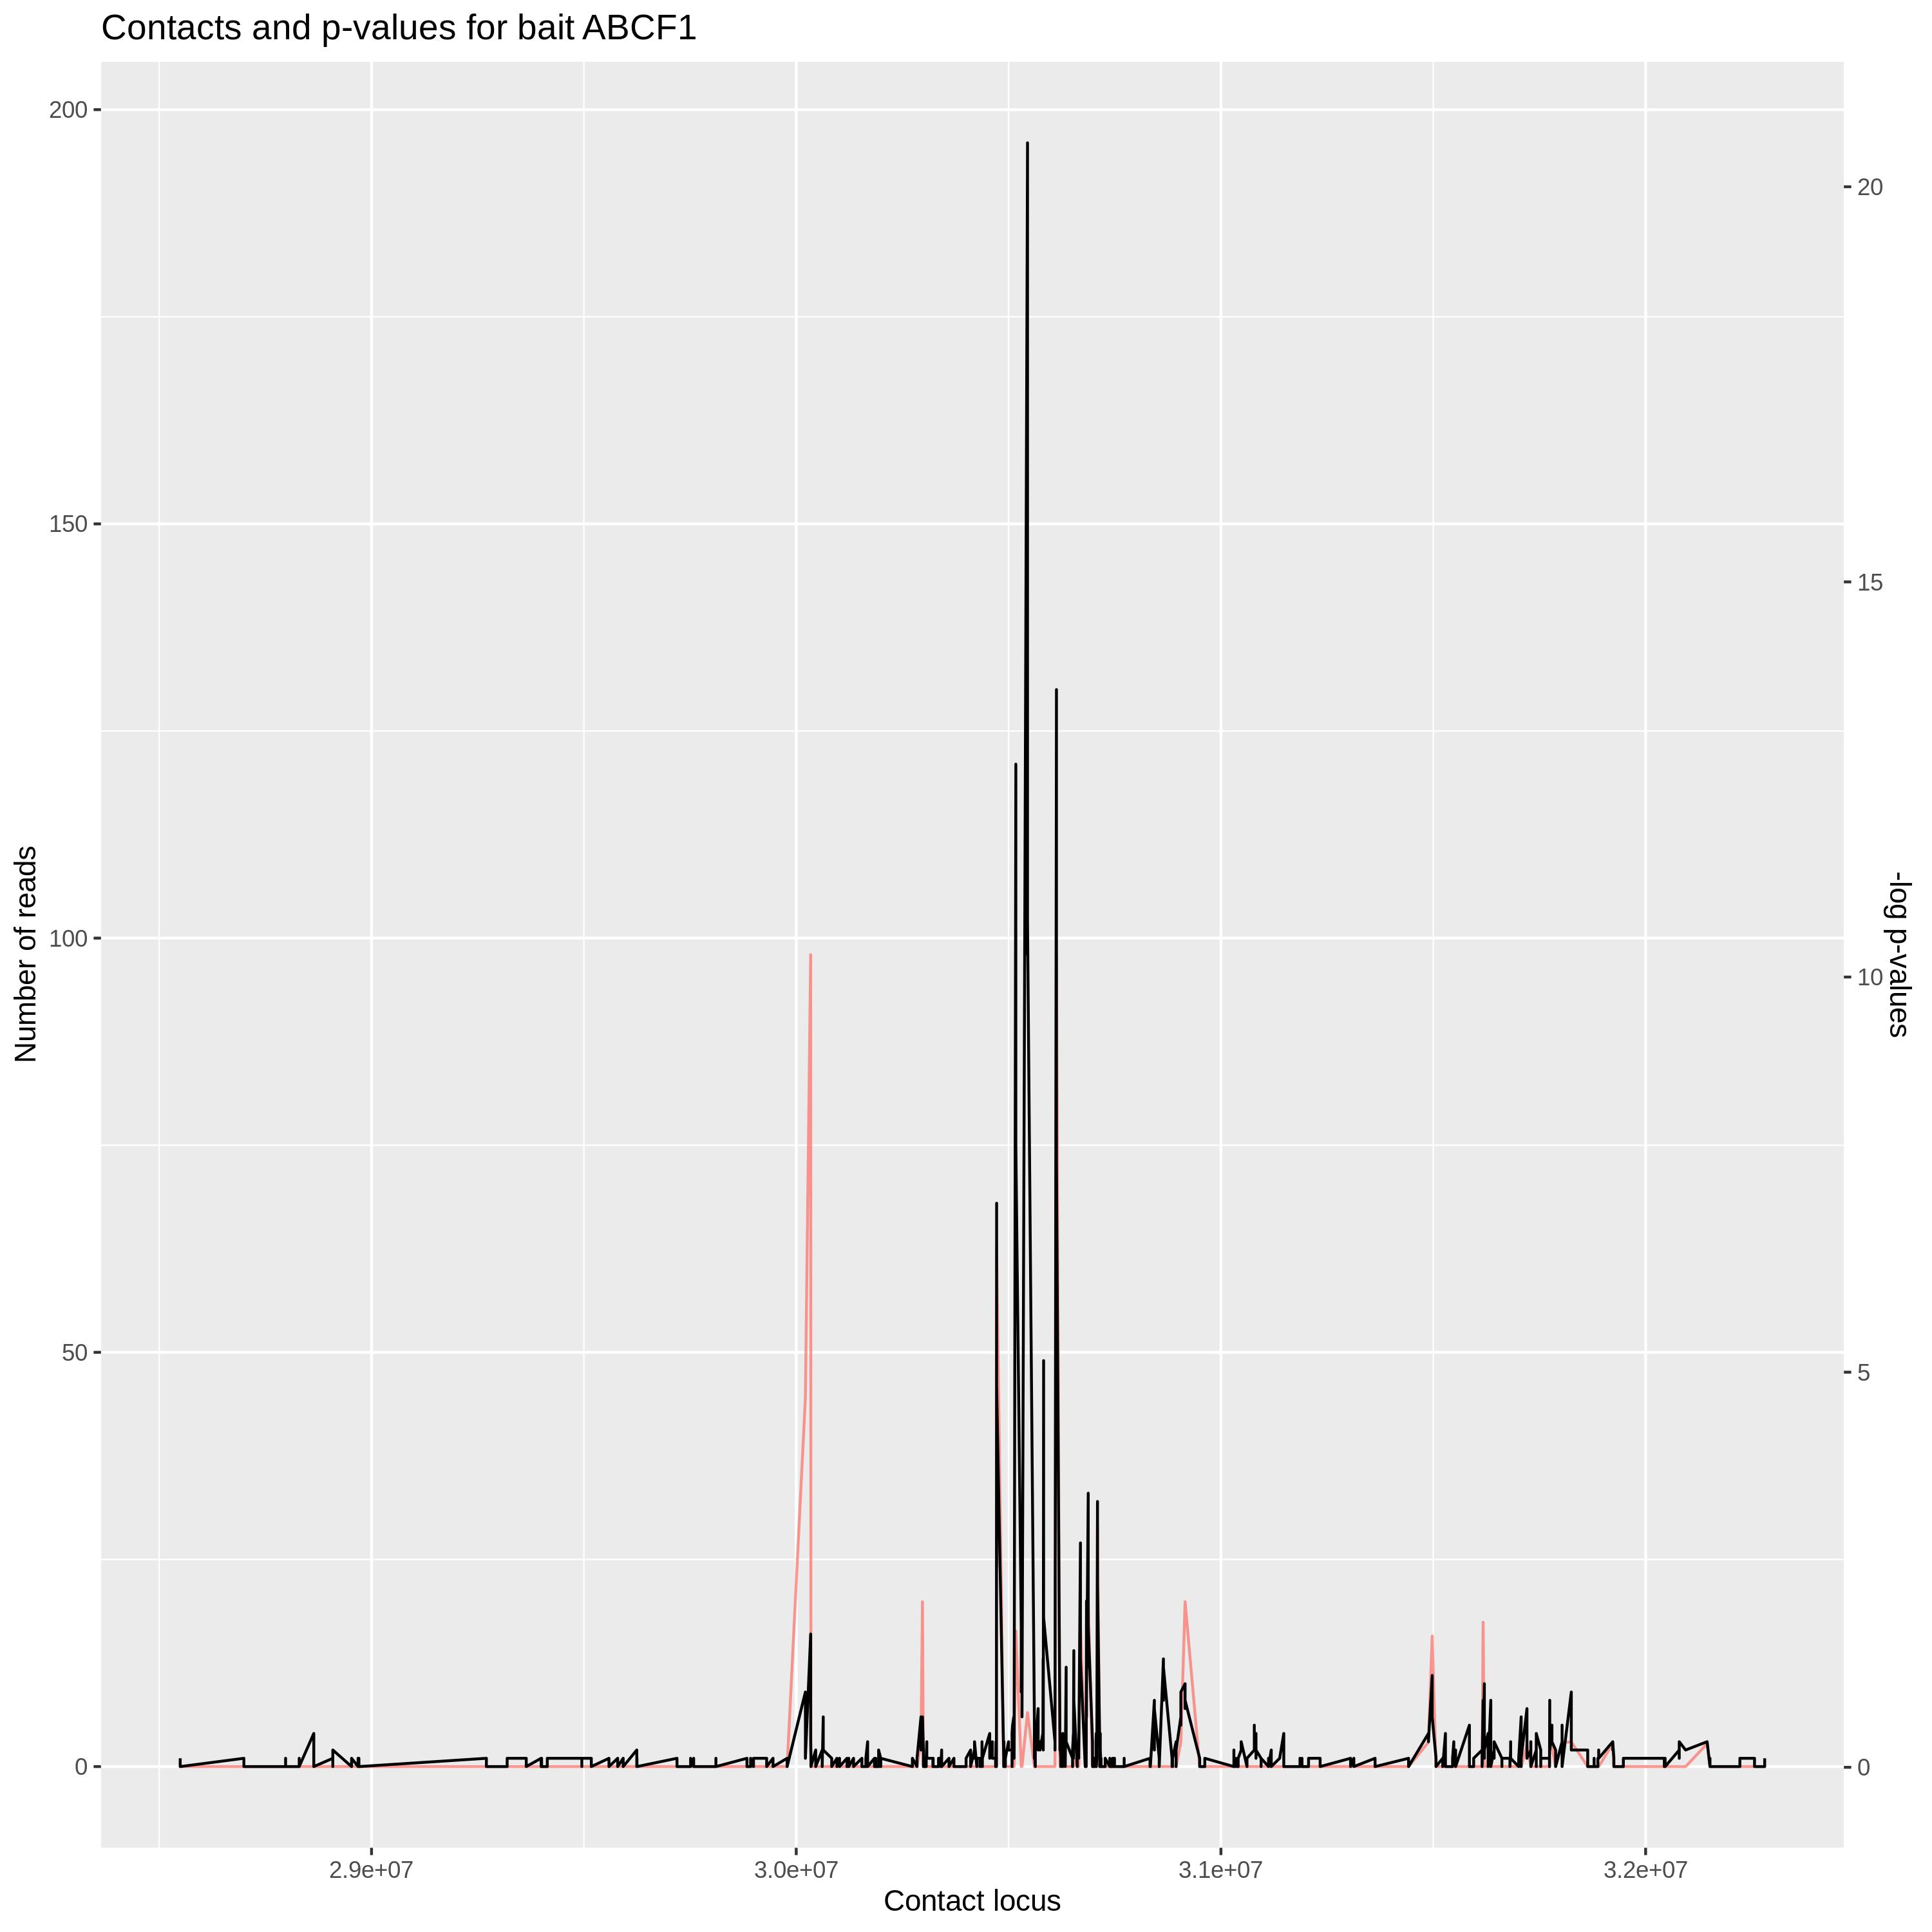 Contacts and p-values for bait ABCF1
200
150
100
50
0
Number of reads
20
15
10
5
0
-log p-values
2.9e+07
3.0e+07
3.1e+07
3.2e+07
Contact locus